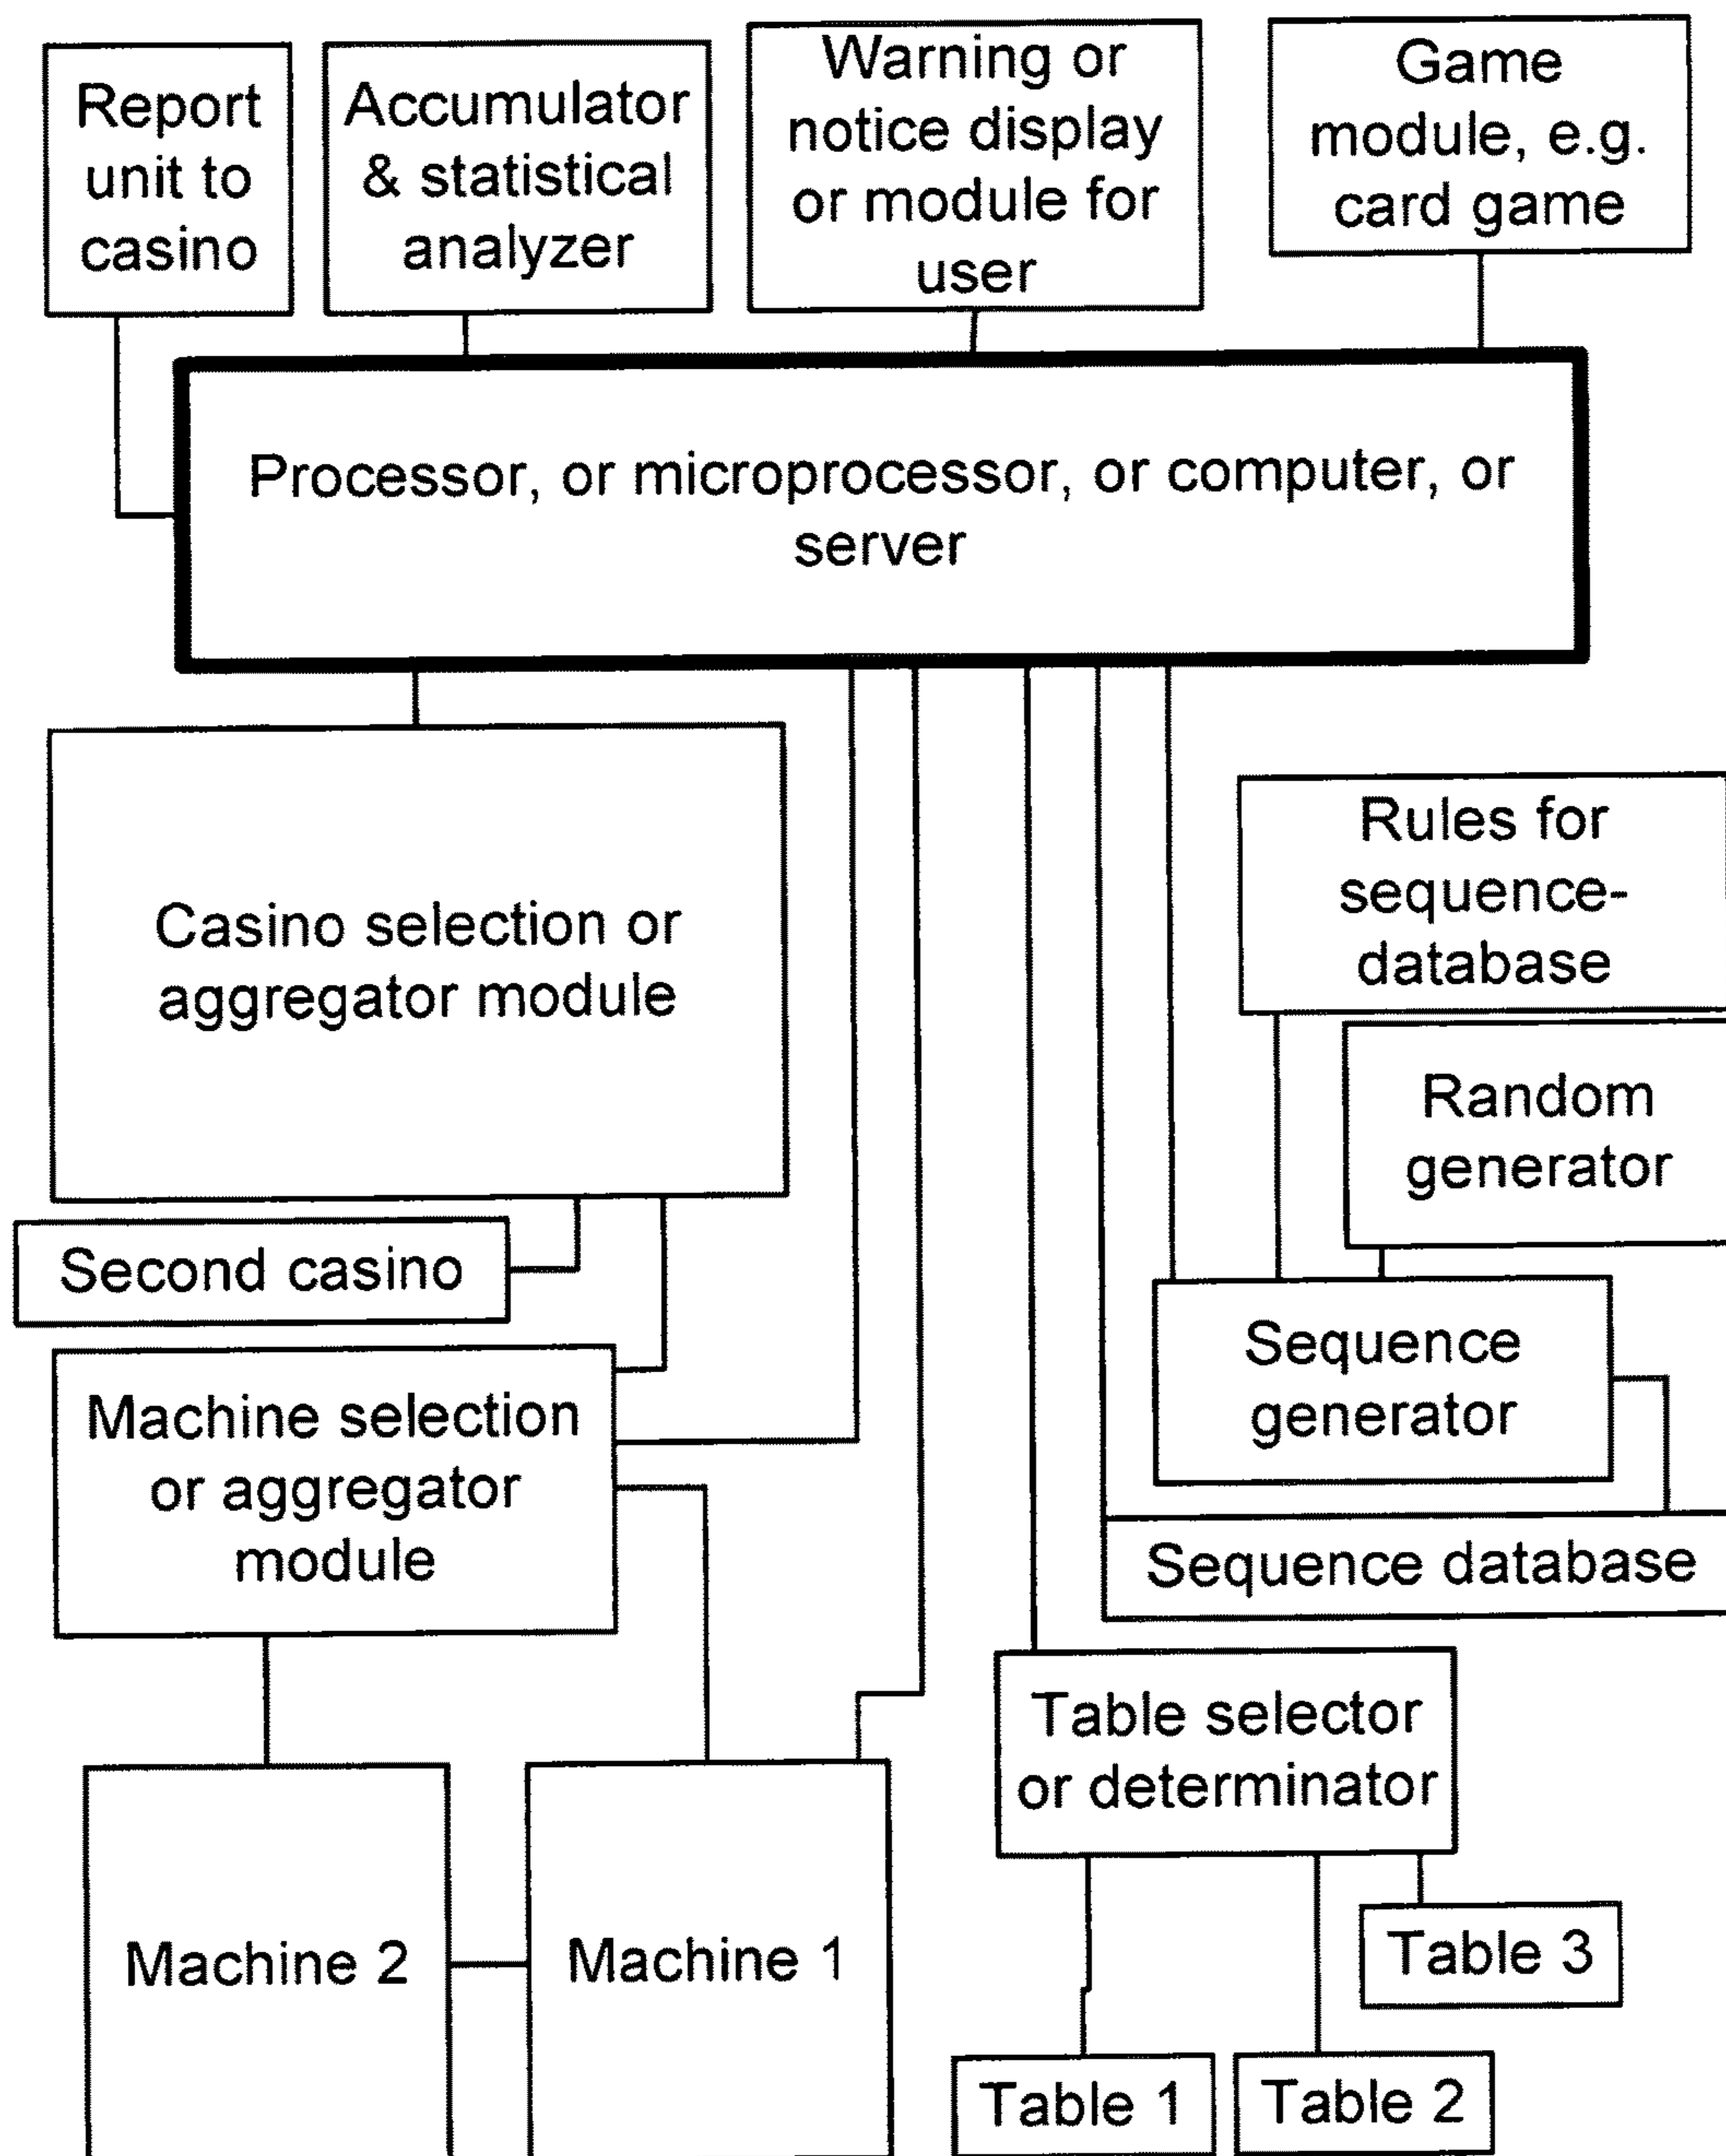 Report
unit to
casino
Accumulator
& statistical
analyzer
Warning or
notice display
or module for
user
Game
module, e.g.
card game
Processor, or microprocessor, or computer, or
server
Casino selection or
aggregator module
Rules for
sequence-
database
Random
generator
Second casino
Sequence
generator
Machine selection
or aggregator
module
Sequence database
Table selector
or determinator
Machine 2
Machine 1
Table 3
Table 1
Table 2